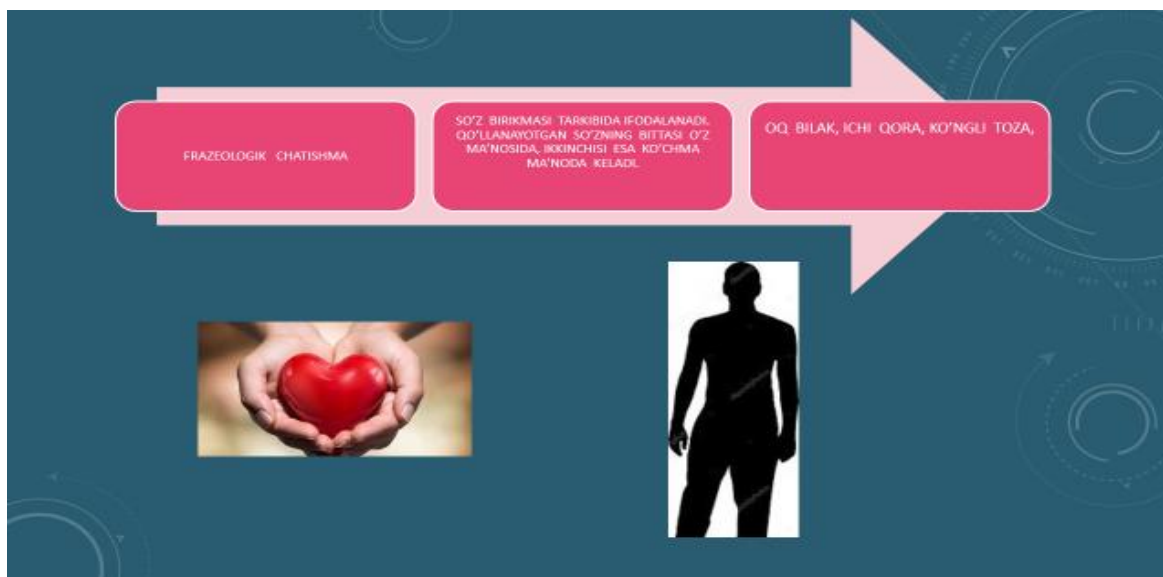 FRAZEOLOGIK CHATISHMA
SO'Z BIRIKMASI TARKIBIDA IFODALANADI.
QO'LLANAYOTGAN SO'ZNING BITTASI O'Z
MA'NOSIDA, IKKINCHISI ESA KO'CHMA
MA'NODA KELADI.
OQ BILAK, ICHI QORA, KO'NGLI TOZA,